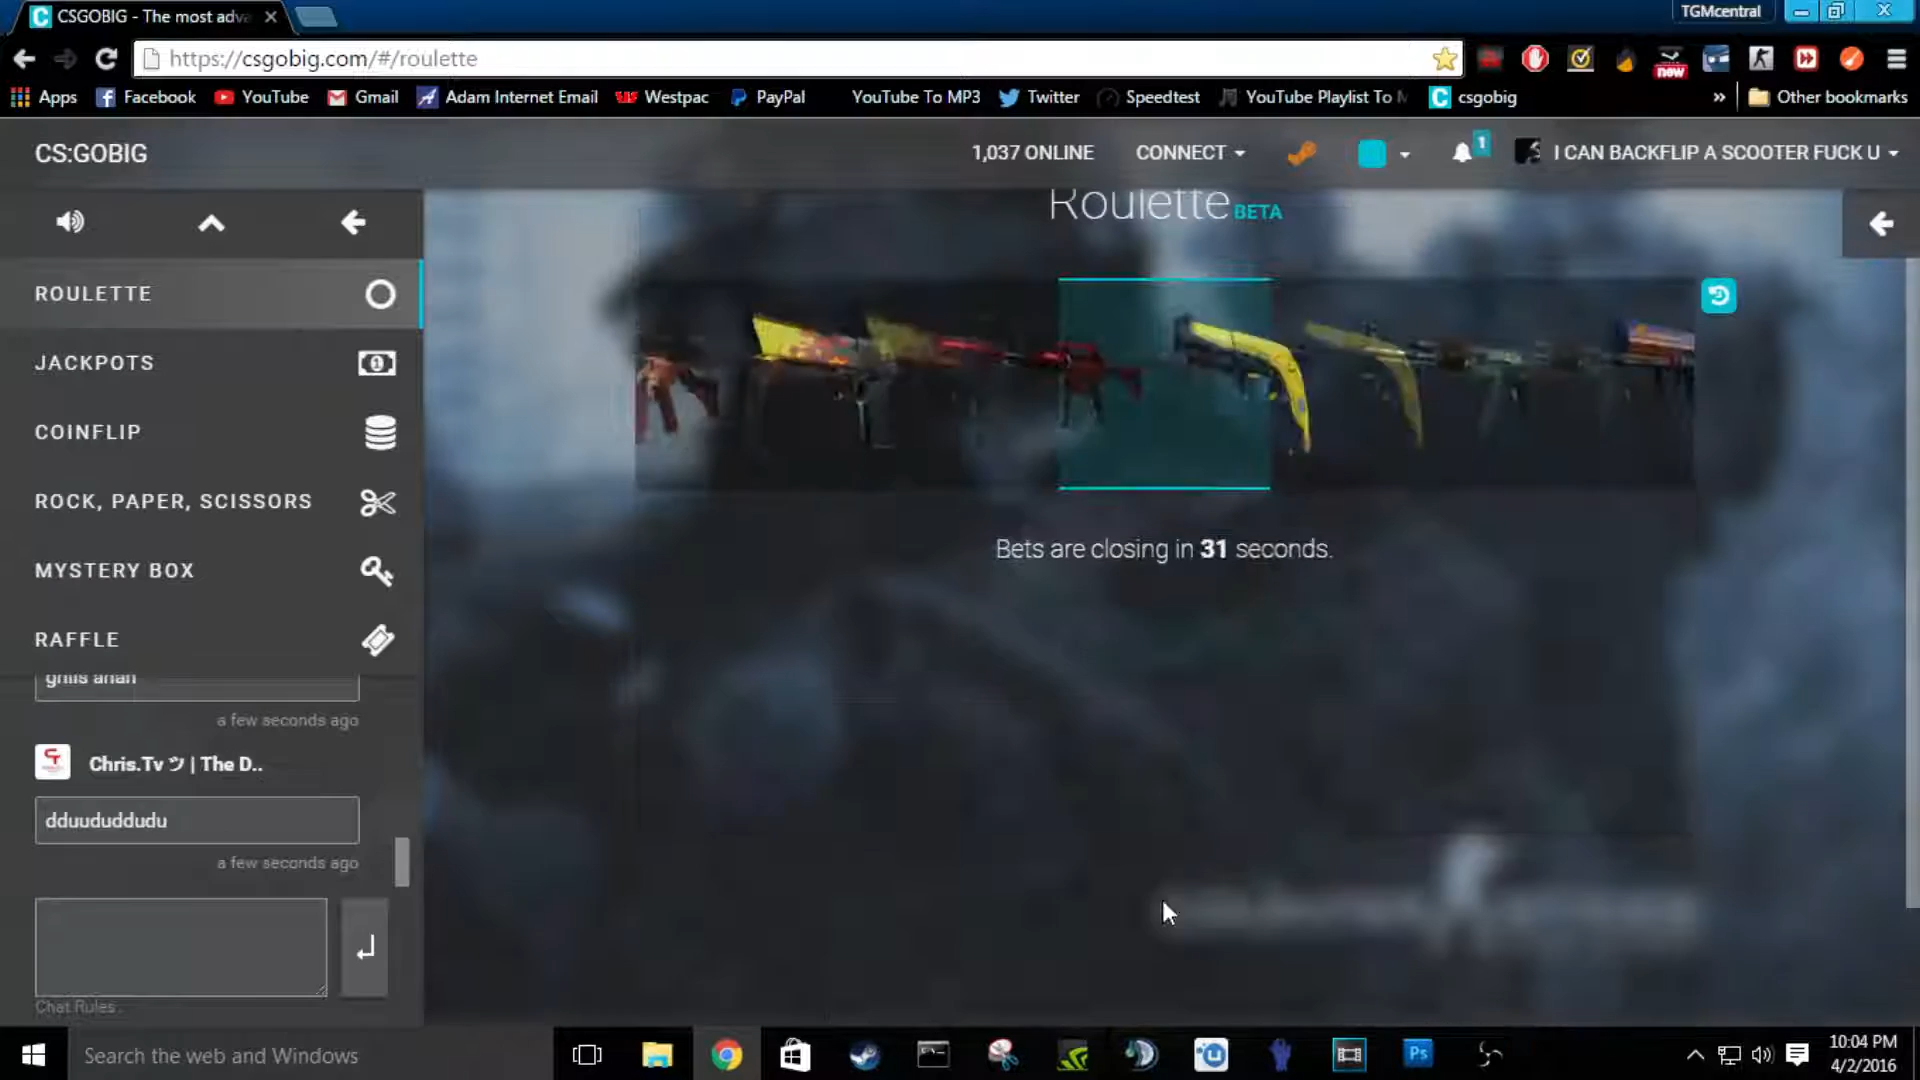 CSGOBIG - The most adva
TGMcentral
https://csgobig.com/#/roulette
new
Apps
Facebook
YouTube
Gmail
Adam Internet Email
Westpac
PayPal
YouTube To MP3
Twitter
Speedtest
YouTube Playlist To M
csgobig
»
Other bookmarks
CS:GOBIG
1,037 ONLINE
CONNECT
1
I CAN BACKFLIP A SCOOTER FUCK U
Roulette BETA
ROULETTE
JACKPOTS
COINFLIP
ROCK, PAPER, SCISSORS
MYSTERY BOX
RAFFLE
Bets are closing in 31 seconds.
a few seconds ago
Chris.Tv ツ | The D..
dduududdudu
a few seconds ago
Chat Rules
Search the web and Windows
Ps
10:04 PM
4/2/2016